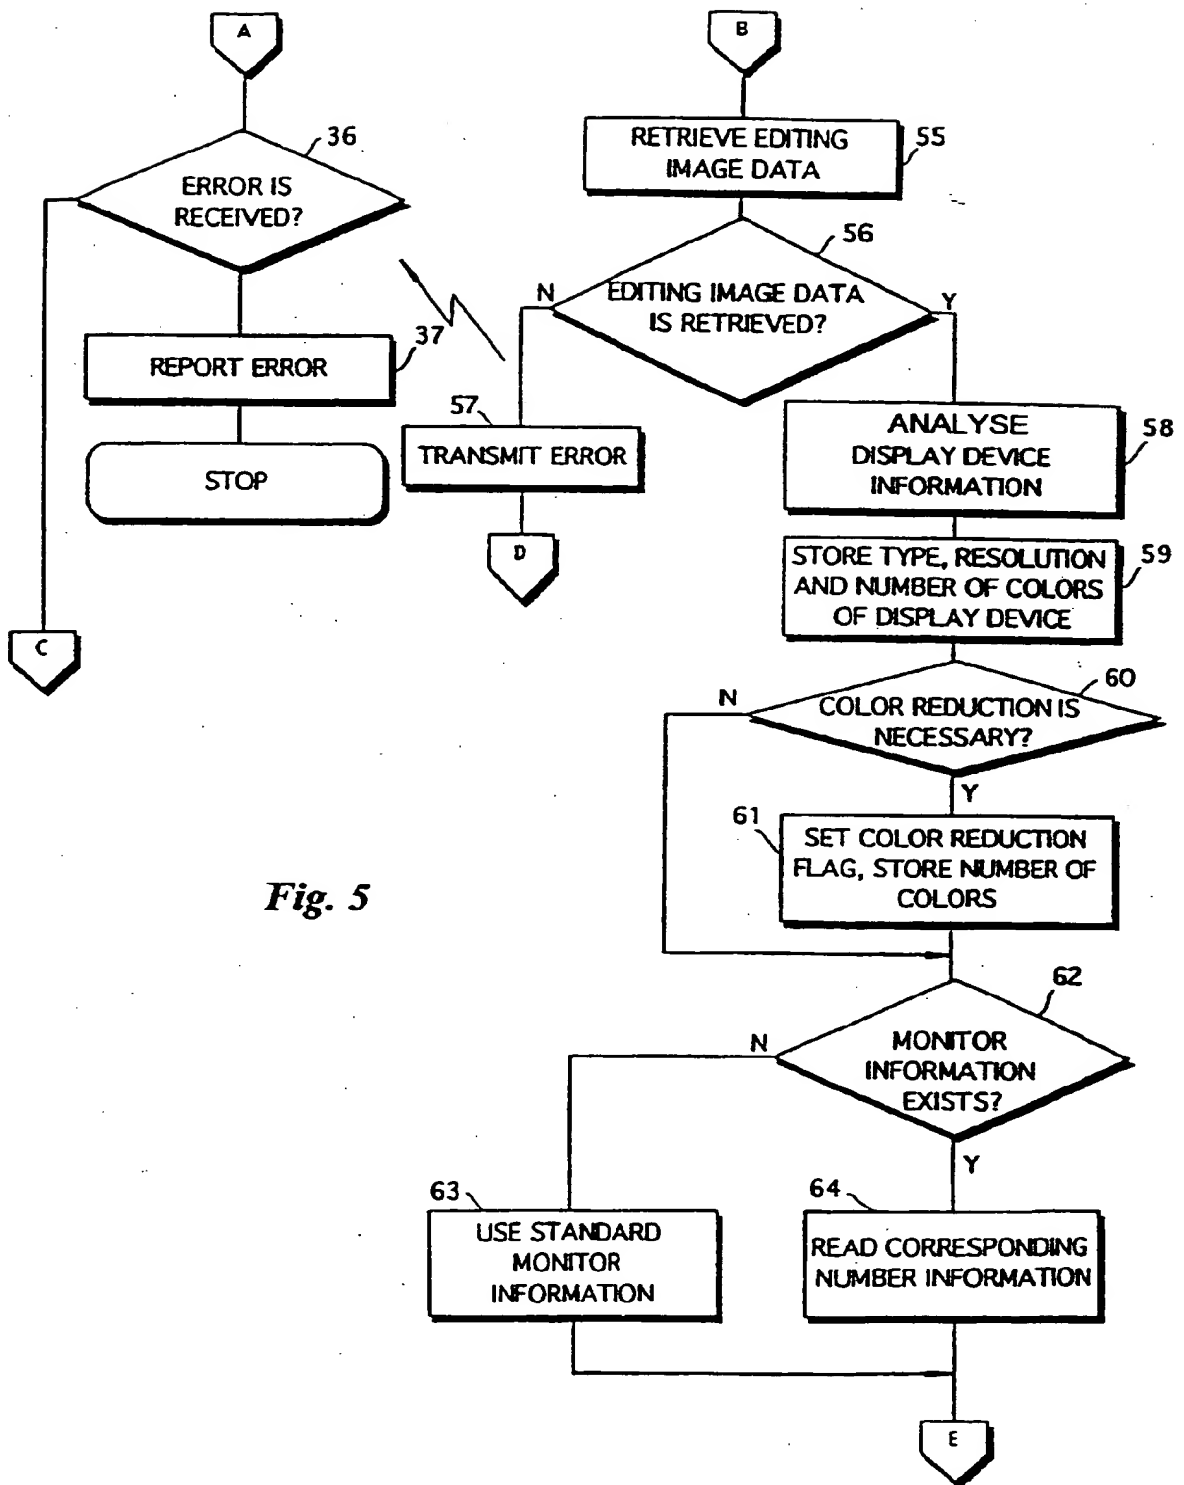 A
36
ERROR IS
RECEIVED?
37
REPORT ERROR
STOP
C
B
RETRIEVE EDITING
IMAGE DATA
55
56
N
EDITING IMAGE DATA
IS RETRIEVED?
Y
57
TRANSMIT ERROR
D
ANALYSE
DISPLAY DEVICE
INFORMATION
58
STORE TYPE, RESOLUTION
AND NUMBER OF COLORS
OF DISPLAY DEVICE
59
60
N
COLOR REDUCTION IS
NECESSARY?
Y
61
SET COLOR REDUCTION
FLAG, STORE NUMBER OF
COLORS
Fig. 5
62
N
MONITOR
INFORMATION
EXISTS?
Y
63
USE STANDARD
MONITOR
INFORMATION
64
READ CORRESPONDING
NUMBER INFORMATION
E